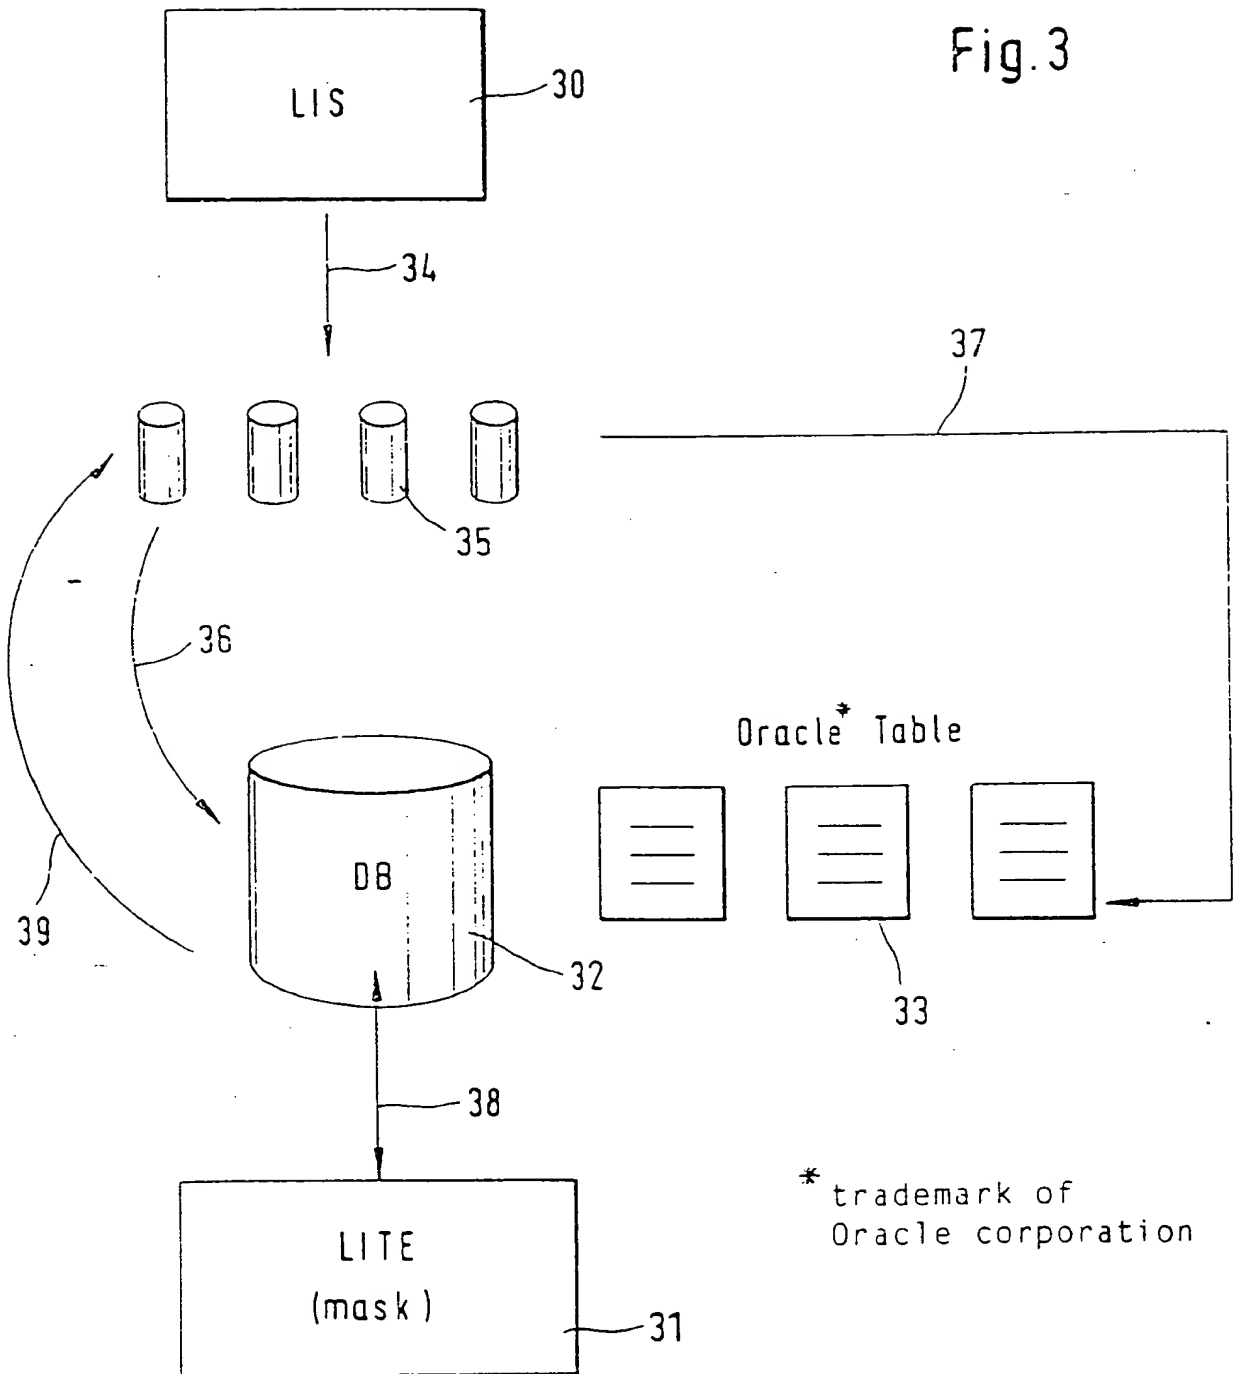 Fig. 3
LIS
30
34
37
35
36
Oracle* Table
DB
39
32
33
38
LITE
(mask)
31
* trademark of
Oracle corporation